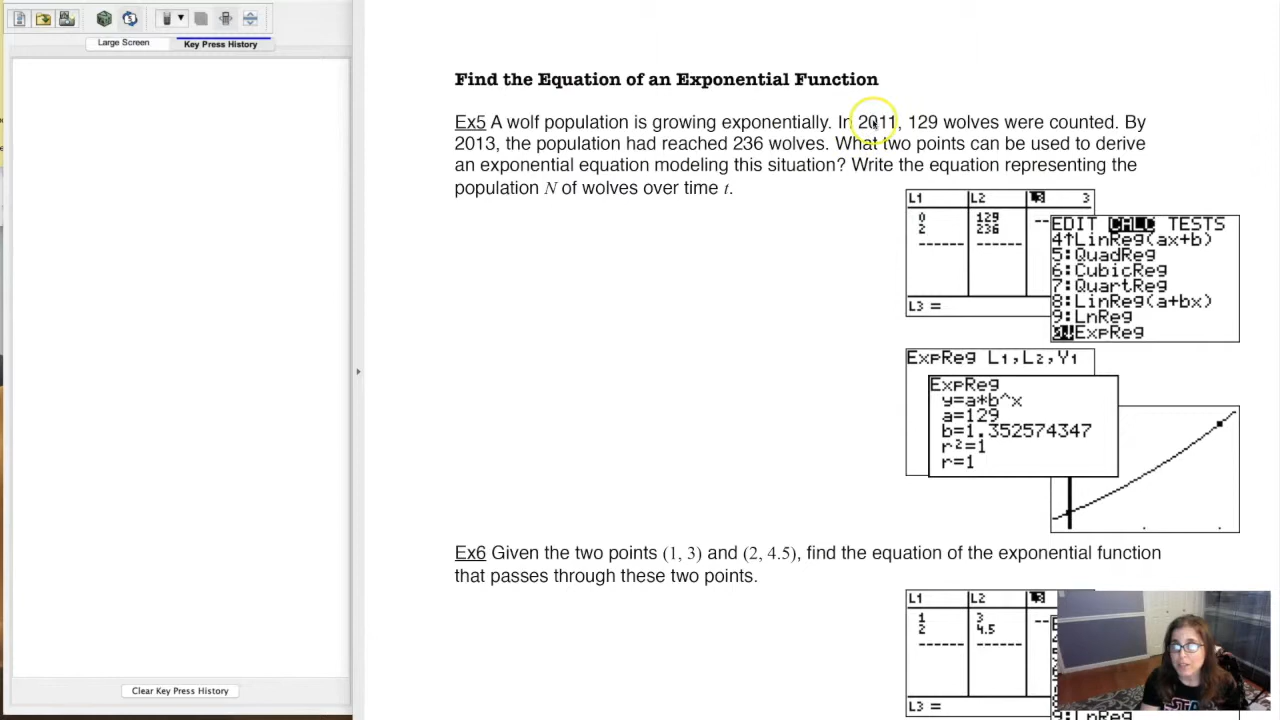 Large Screen
Key Press History
Find the Equation of an Exponential Function
Ex5 A wolf population is growing exponentially. In 2011, 129 wolves were counted. By
2013, the population had reached 236 wolves. What two points can be used to derive
an exponential equation modeling this situation? Write the equation representing the
population N of wolves over time t.
L1 L2 L3 3
0 129 --
2 236
------ ------
L3 =
EDIT CALC TESTS
4↑LinReg(ax+b)
5:QuadReg
6:CubicReg
7:QuartReg
8:LinReg(a+bx)
9:LnReg
0↓ExpReg
ExpReg L1,L2,Y1
ExpReg
y=a*b^x
a=129
b=1.352574347
r²=1
r=1
Ex6 Given the two points (1, 3) and (2, 4.5), find the equation of the exponential function
that passes through these two points.
L1 L2 L3
1 3 --
2 4.5
------ ------
L3 =
9:LnReg
Clear Key Press History